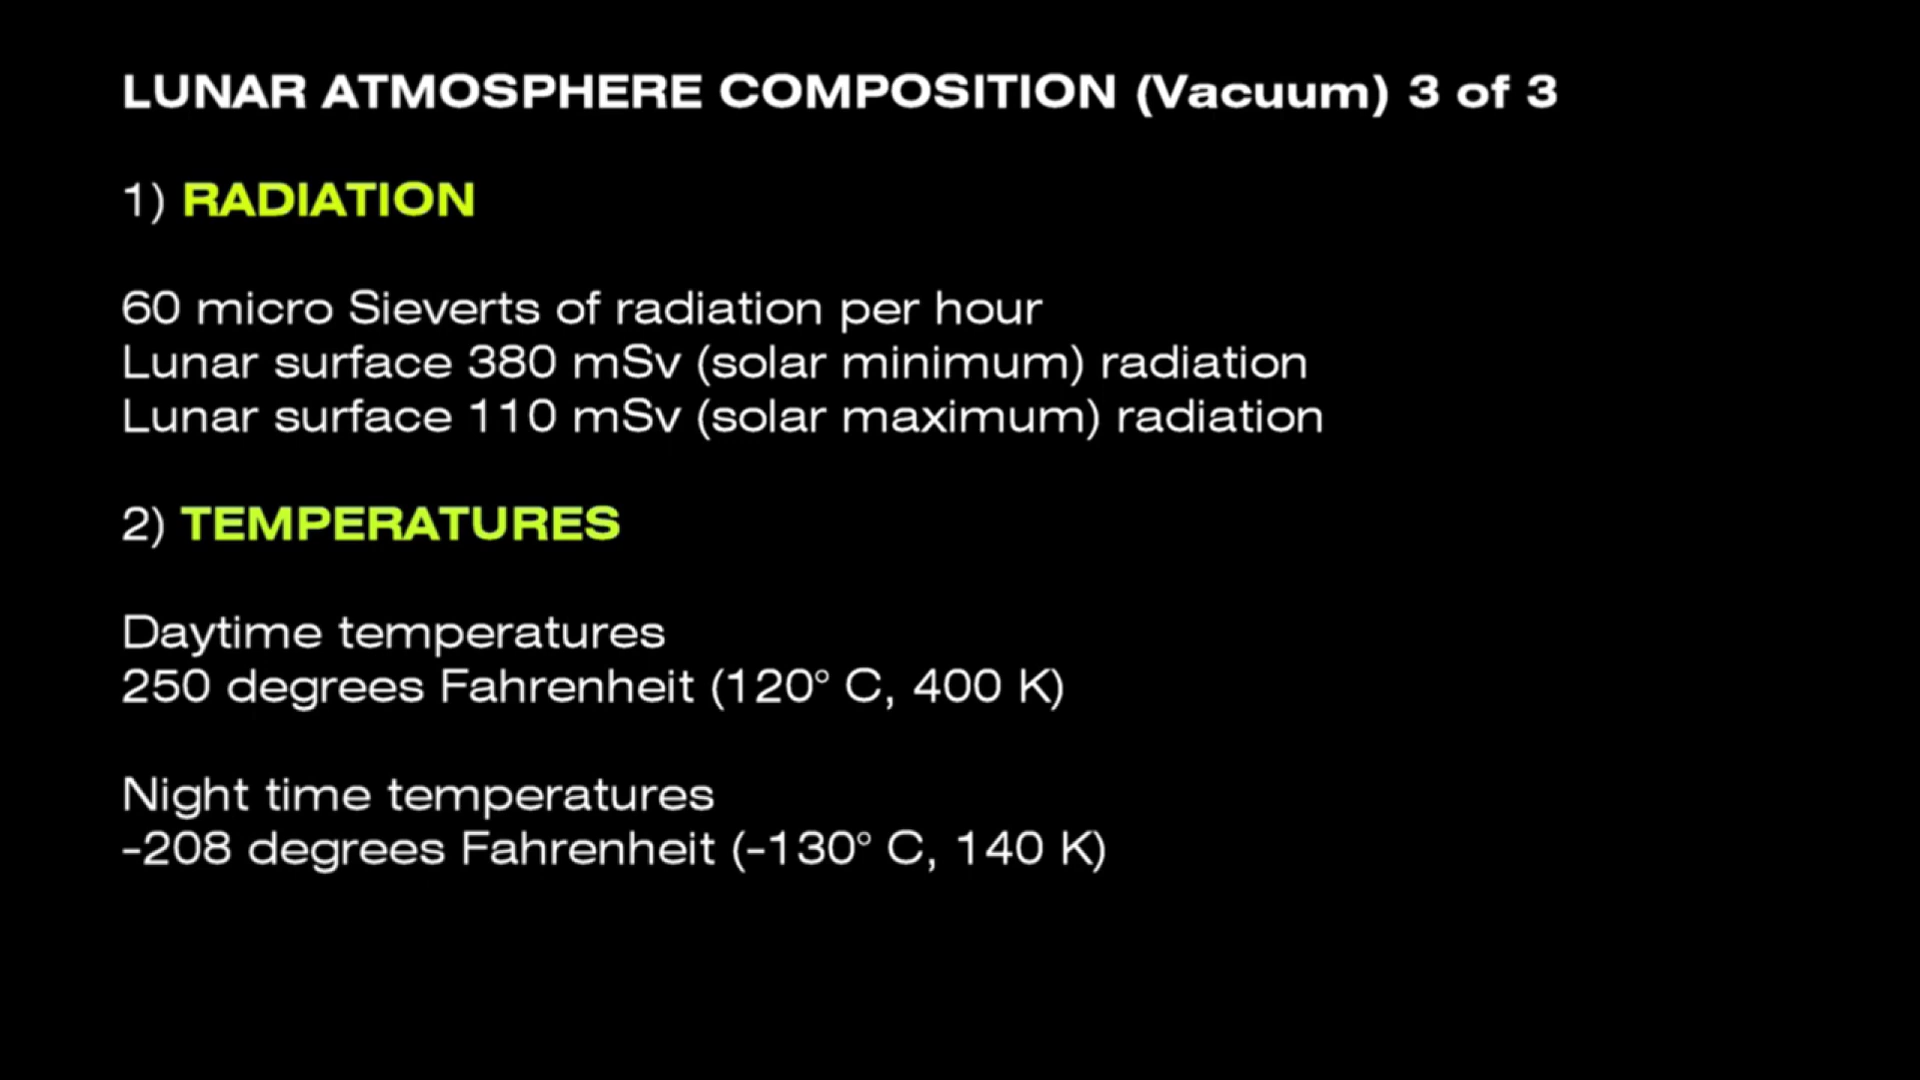 LUNAR ATMOSPHERE COMPOSITION (Vacuum) 3 of 3
1) RADIATION
60 micro Sieverts of radiation per hour
Lunar surface 380 mSv (solar minimum) radiation
Lunar surface 110 mSv (solar maximum) radiation
2) TEMPERATURES
Daytime temperatures
250 degrees Fahrenheit (120° C, 400 K)
Night time temperatures
-208 degrees Fahrenheit (-130° C, 140 K)